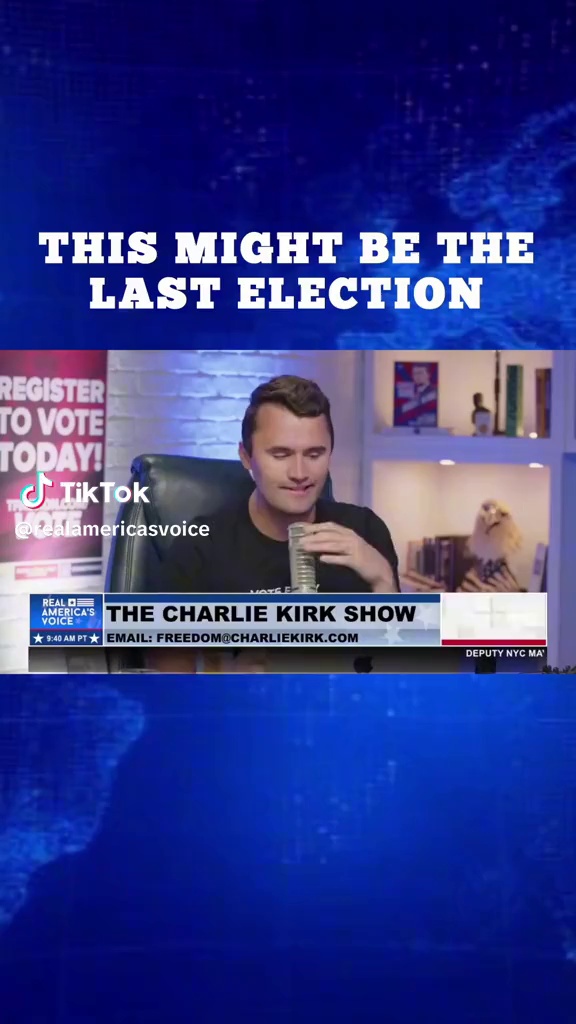 THIS MIGHT BE THE
LAST ELECTION
REGISTER
TO VOTE
TODAY!
TikTok
@realamericasvoice
REAL
AMERICA'S
VOICE
9:40 AM PT
THE CHARLIE KIRK SHOW
EMAIL: FREEDOM@CHARLIEKIRK.COM
DEPUTY NYC MA